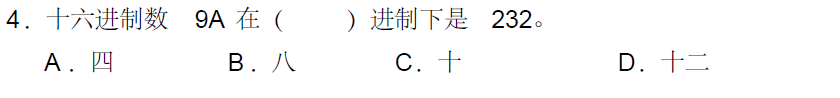 4．十六进制数 9A 在（ ）进制下是 232。
A．四 B．八 C．十 D．十二